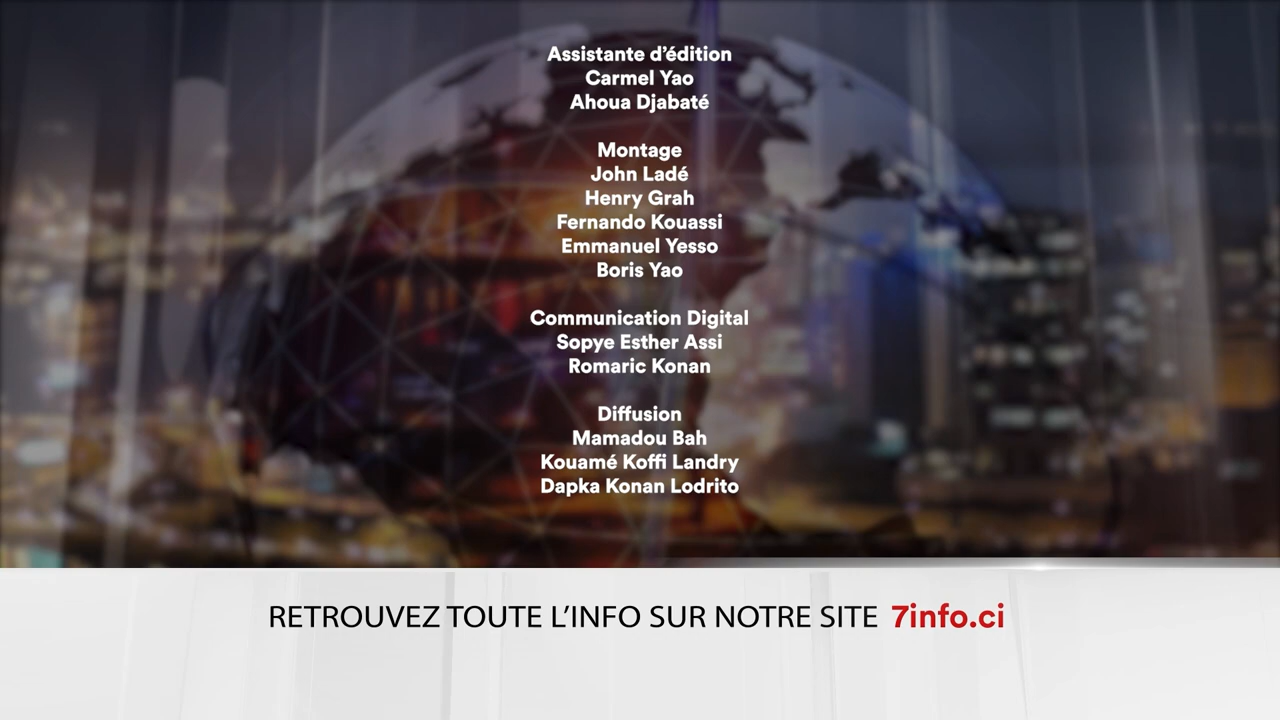 Assistante d’édition
Carmel Yao
Ahoua Djabaté
Montage
John Ladé
Henry Grah
Fernando Kouassi
Emmanuel Yesso
Boris Yao
Communication Digital
Sopye Esther Assi
Romaric Konan
Diffusion
Mamadou Bah
Kouamé Koffi Landry
Dapka Konan Lodrito
RETROUVEZ TOUTE L’INFO SUR NOTRE SITE 7info.ci